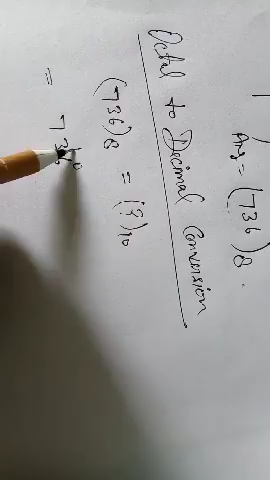 Ans = (736)8.
Octal to Decimal Conversion
(736)8 = (?)10
= 7